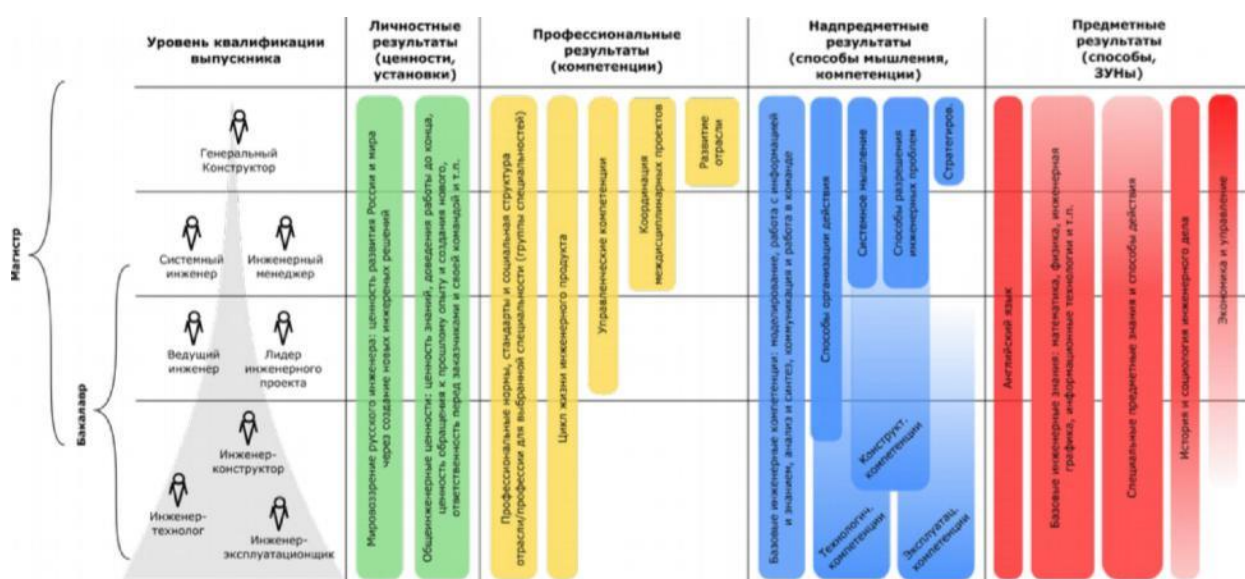 Уровень квалификации
выпускника
Личностные
результаты
(ценности,
установки)
Профессиональные
результаты
(компетенции)
Надпредметные
результаты
(способы мышления,
компетенции)
Предметные
результаты
(способы,
ЗУНы)
Магистр
Бакалавр
Генеральный
Конструктор
Системный
инженер
Инженерный
менеджер
Ведущий
инженер
Лидер
инженерного
проекта
Инженер-
конструктор
Инженер-
технолог
Инженер-
эксплуатационщик
Мировоззрение русского инженера: ценность развития России и мира
через создание новых инженерных решений
Общеинженерные ценности: ценность знаний, доведения работы до конца,
ценность обращения к прошлому опыту и создания нового,
ответственность перед заказчиками и своей командой и т.п.
Профессиональные нормы, стандарты и социальная структура
отрасли/профессии для выбранной специальности (группы специальностей)
Цикл жизни инженерного продукта
Управленческие компетенции
Координация
междисциплинарных проектов
Развитие
отрасли
Базовые инженерные компетенции: моделирование, работа с информацией
и знанием, анализ и синтез, коммуникация и работа в команде
Способы организации действия
Системное мышление
Способы разрешения
инженерных проблем
Стратегиров.
Конструкт.
компетенции
Технологич.
компетенции
Эксплуатац.
компетенции
Английский язык
Базовые инженерные знания: математика, физика, инженерная
графика, информационные технологии и т.п.
Специальные предметные знания и способы действия
История и социология инженерного дела
Экономика и управление